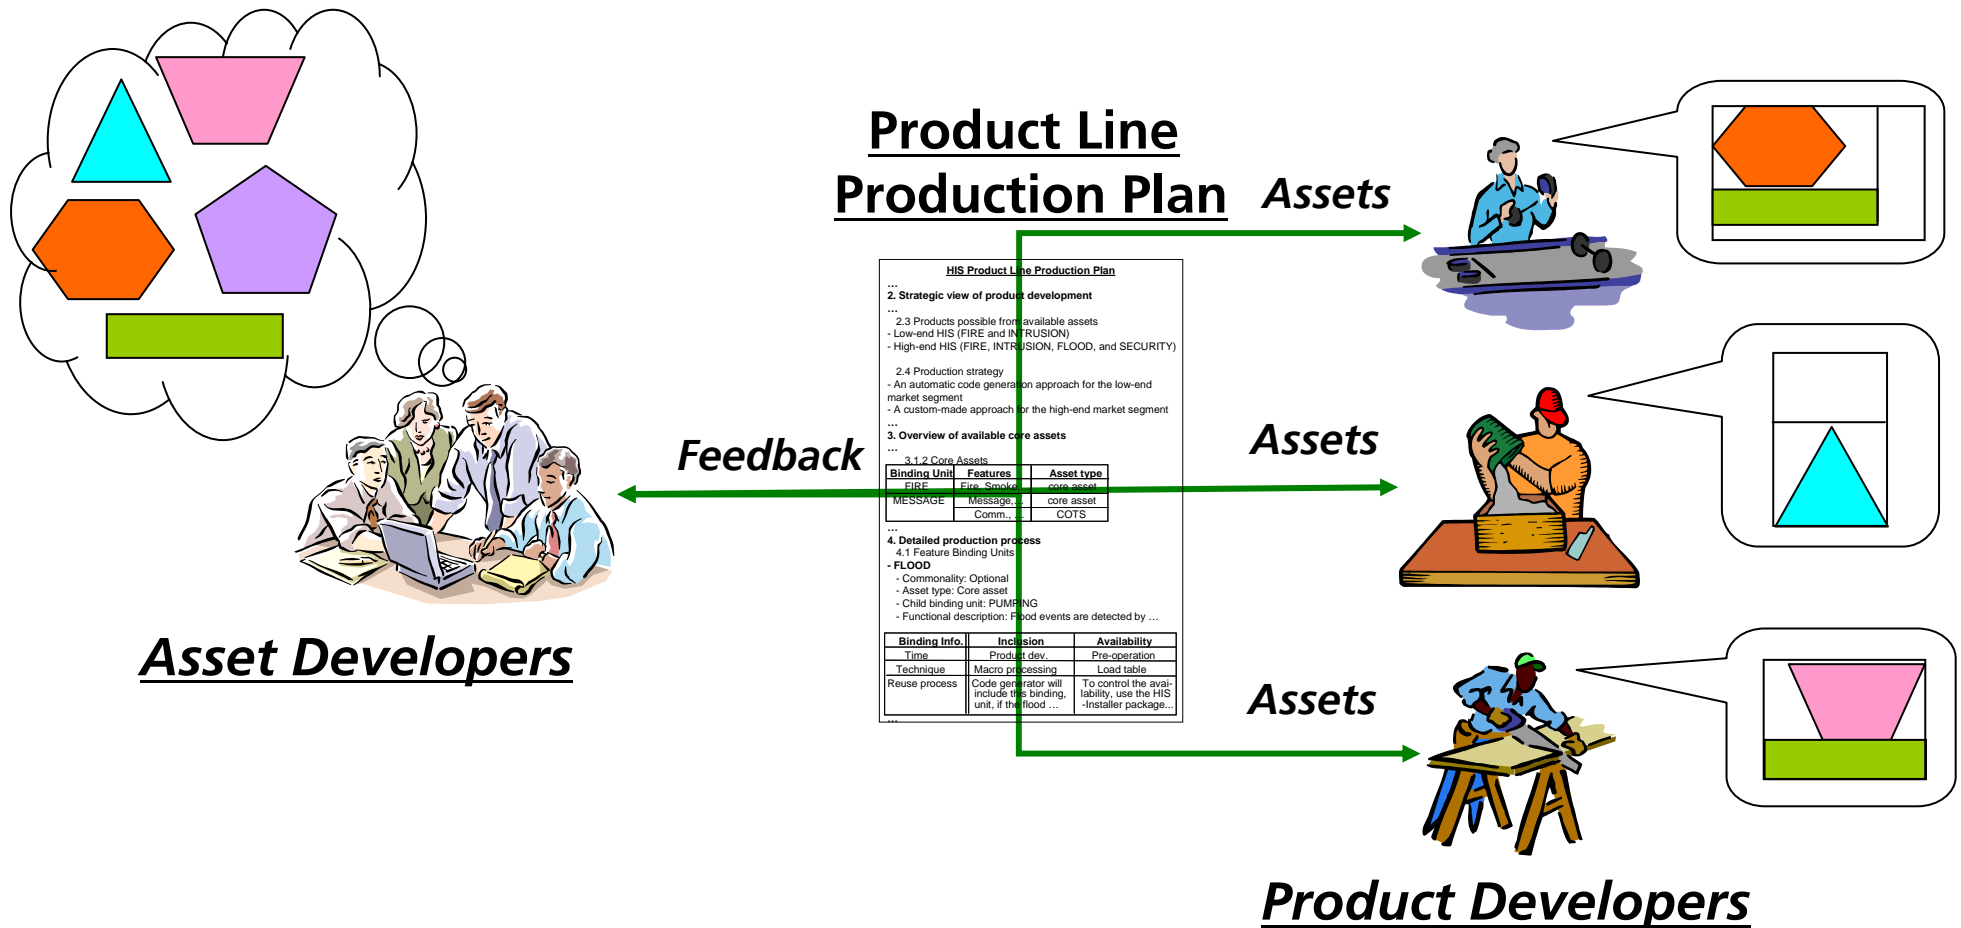 Product Line
Production Plan
Assets
HIS Product Line Production Plan
...
2. Strategic view of product development
...
2.3 Products possible from available assets
- Low-end HIS (FIRE and INTRUSION)
- High-end HIS (FIRE, INTRUSION, FLOOD, and SECURITY)
2.4 Production strategy
- An automatic code generation approach for the low-end
market segment
- A custom-made approach for the high-end market segment
...
3. Overview of available core assets
...
3.1.2 Core Assets
Binding Unit Features Asset type
FIRE Fire, Smoke... core asset
MESSAGE Message,... core asset
Comm., ... COTS
...
4. Detailed production process
4.1 Feature Binding Units
- FLOOD
- Commonality: Optional
- Asset type: Core asset
- Child binding unit: PUMPING
- Functional description: Flood events are detected by ...
Binding Info. Inclusion Availability
Time Product dev. Pre-operation
Technique Macro processing Load table
Reuse process Code generator will To control the avai-
include this binding, lability, use the HIS
unit, if the flood ... -Installer package...
...
Feedback
Assets
Assets
Asset Developers
Product Developers